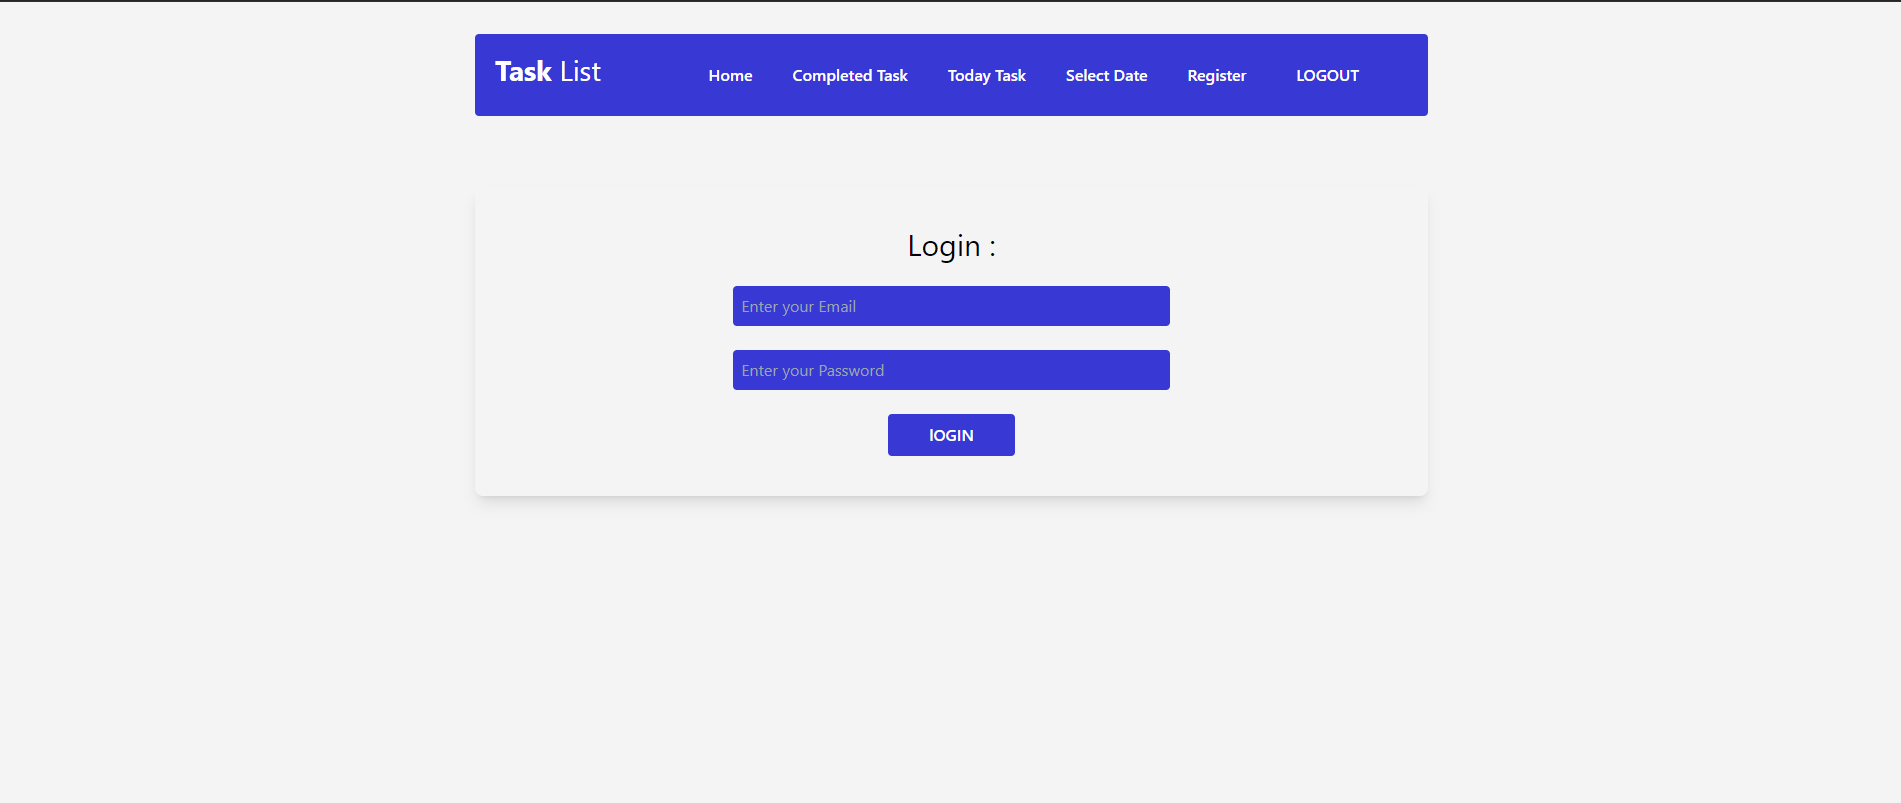 Task List Home Completed Task Today Task Select Date Register LOGOUT
Login :
Enter your Email
Enter your Password
lOGIN